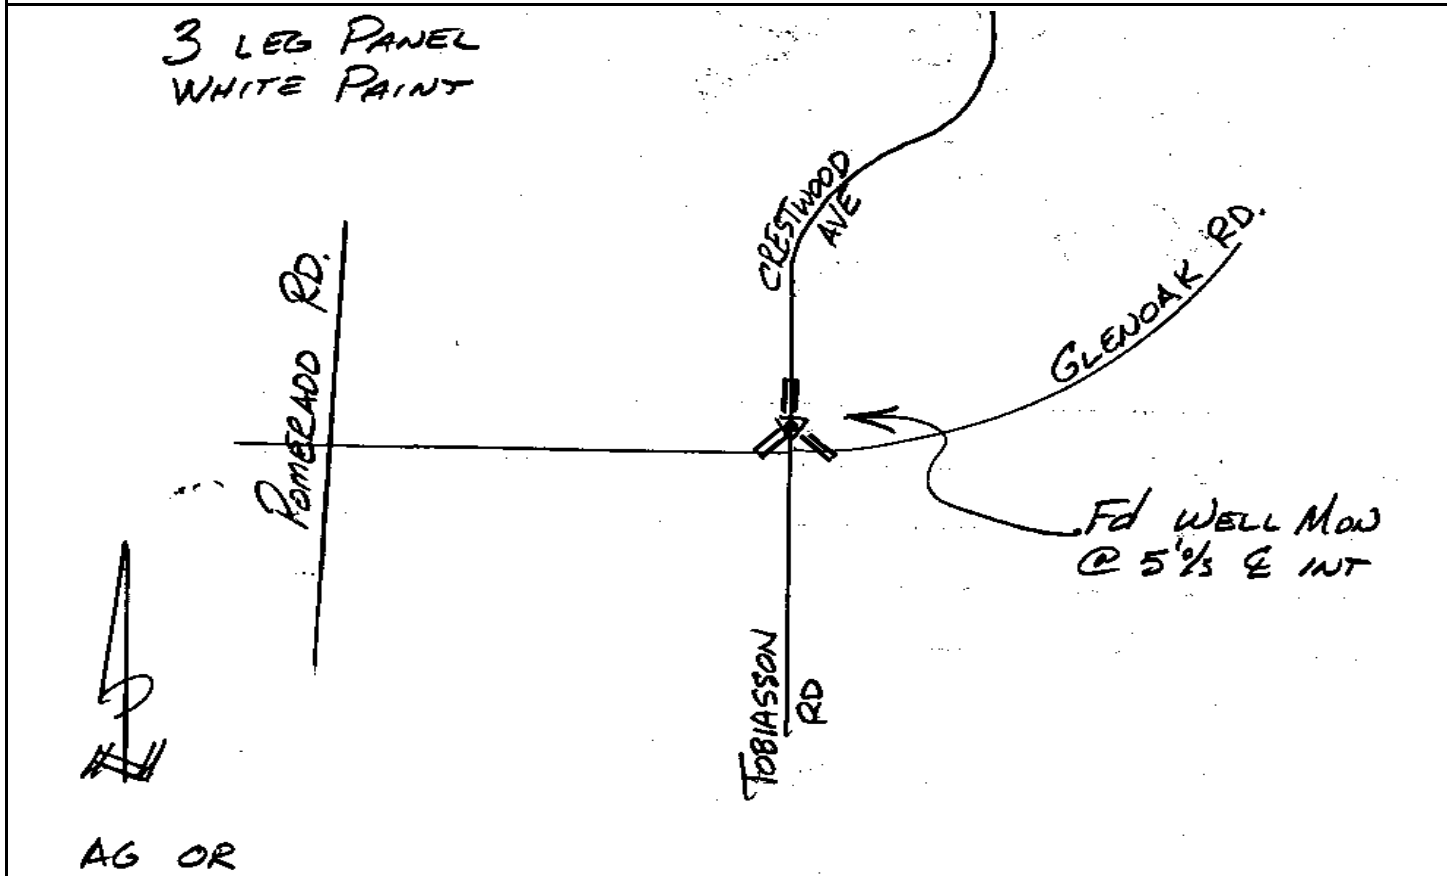 3 LEG PANEL
WHITE PAINT
CRESTWOOD
AVE
GLENOAK RD.
POMERADO RD.
Fd WELL MON
@ 5' o/s ℄ INT
TOBIASSON
RD
AG OR